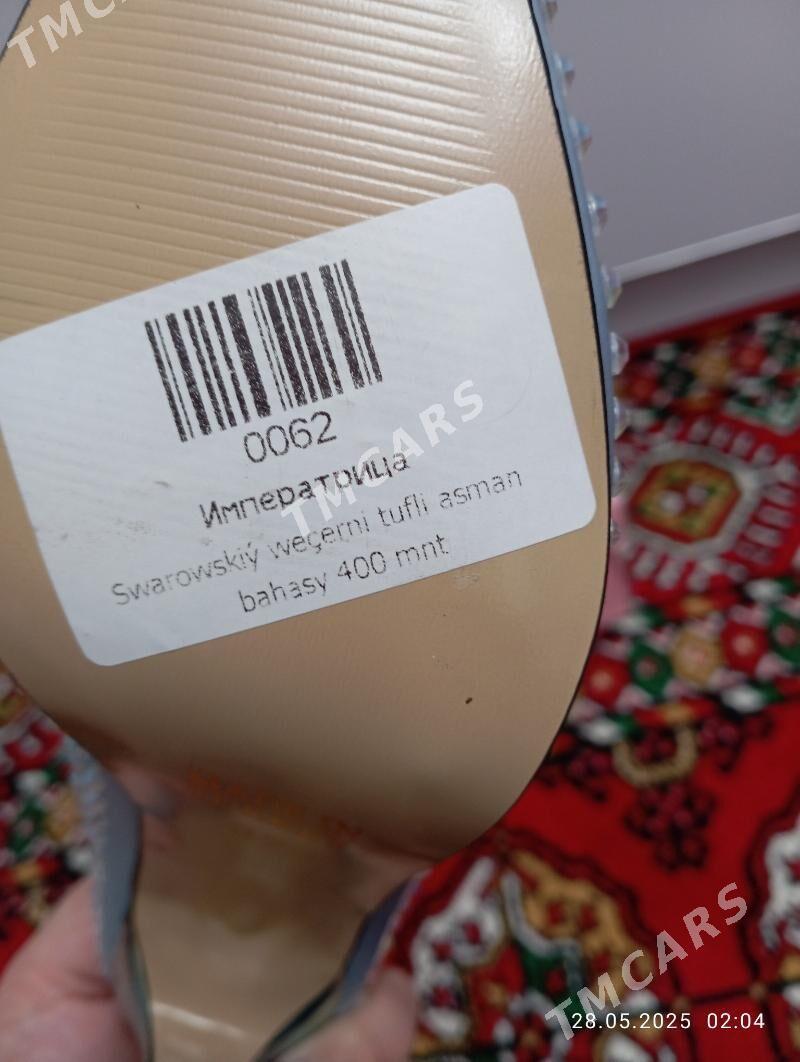 TMCARS
0062
Императрица
Swarowskiý weçerni tufli asman
bahasy 400 mnt
TMCARS
TMCARS
28.05.2025 02:04